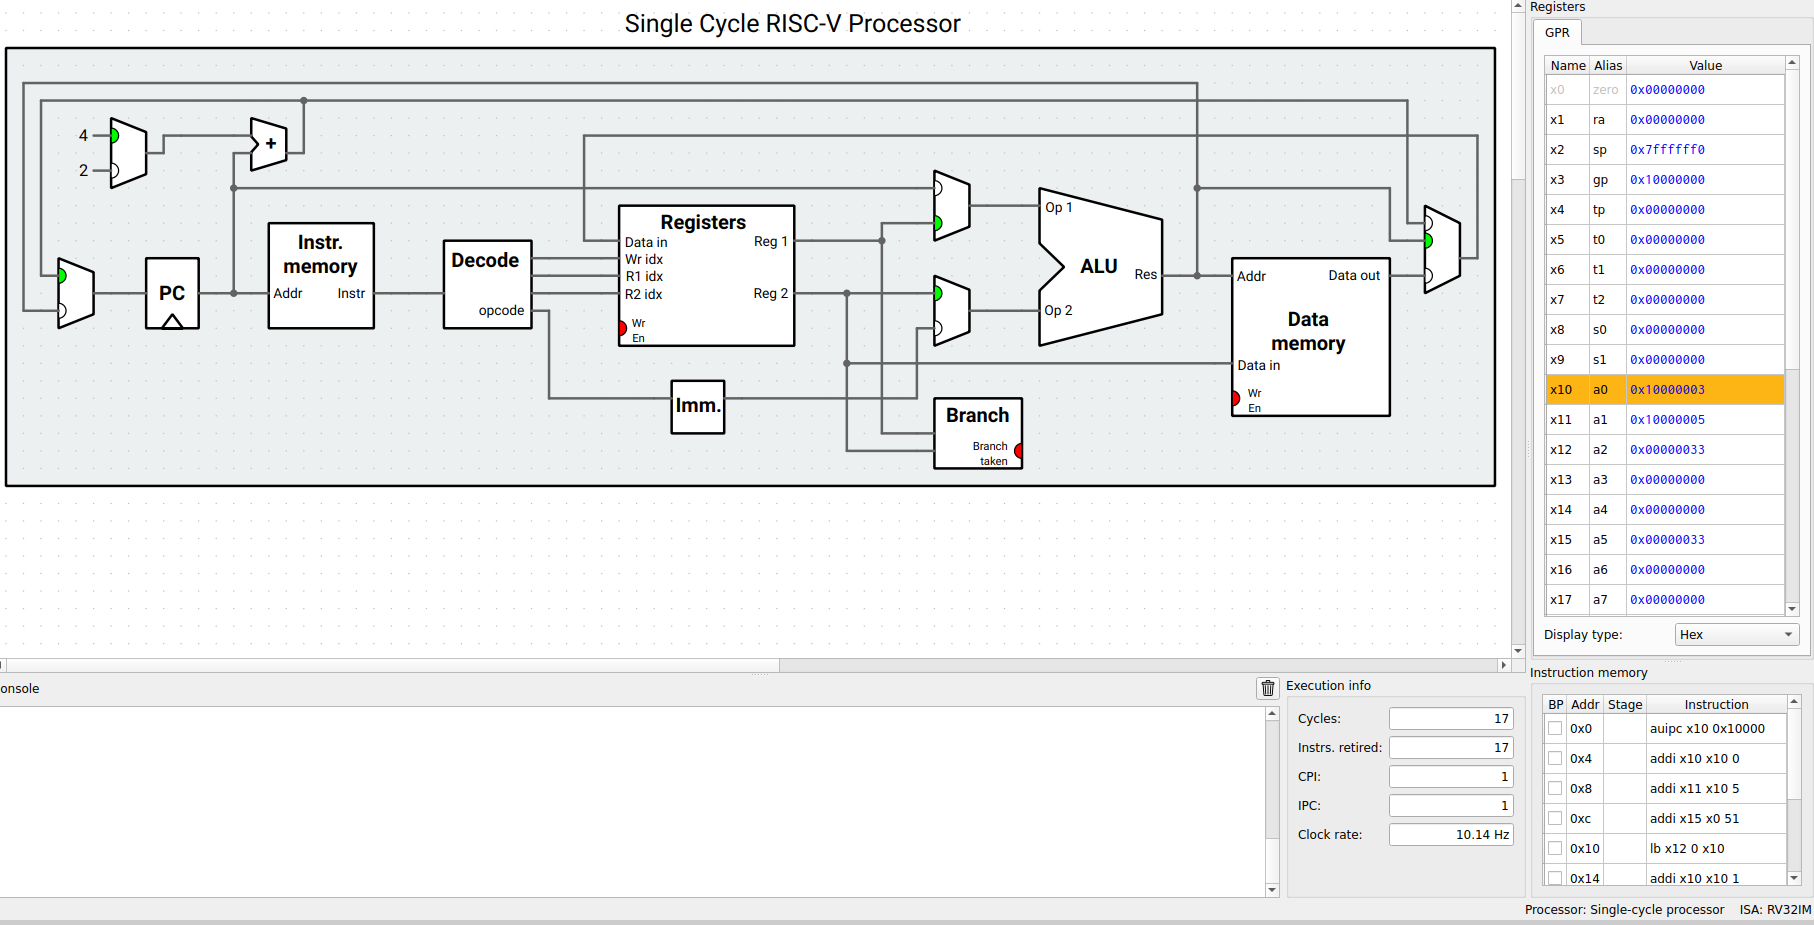 Single Cycle RISC-V Processor
4
2
+
PC
Instr.
memory
Addr
Instr
Decode
opcode
Registers
Data in
Wr idx
R1 idx
R2 idx
Wr
En
Reg 1
Reg 2
Imm.
Op 1
Op 2
ALU
Res
Branch
Branch
taken
Addr
Data out
Data
memory
Data in
Wr
En
Registers
GPR
Name Alias Value
x0 zero 0x00000000
x1 ra 0x00000000
x2 sp 0x7ffffff0
x3 gp 0x10000000
x4 tp 0x00000000
x5 t0 0x00000000
x6 t1 0x00000000
x7 t2 0x00000000
x8 s0 0x00000000
x9 s1 0x00000000
x10 a0 0x10000003
x11 a1 0x10000005
x12 a2 0x00000033
x13 a3 0x00000000
x14 a4 0x00000000
x15 a5 0x00000033
x16 a6 0x00000000
x17 a7 0x00000000
Display type: Hex
onsole
Execution info
Cycles: 17
Instrs. retired: 17
CPI: 1
IPC: 1
Clock rate: 10.14 Hz
Instruction memory
BP Addr Stage Instruction
0x0 auipc x10 0x10000
0x4 addi x10 x10 0
0x8 addi x11 x10 5
0xc addi x15 x0 51
0x10 lb x12 0 x10
0x14 addi x10 x10 1
Processor: Single-cycle processor ISA: RV32IM